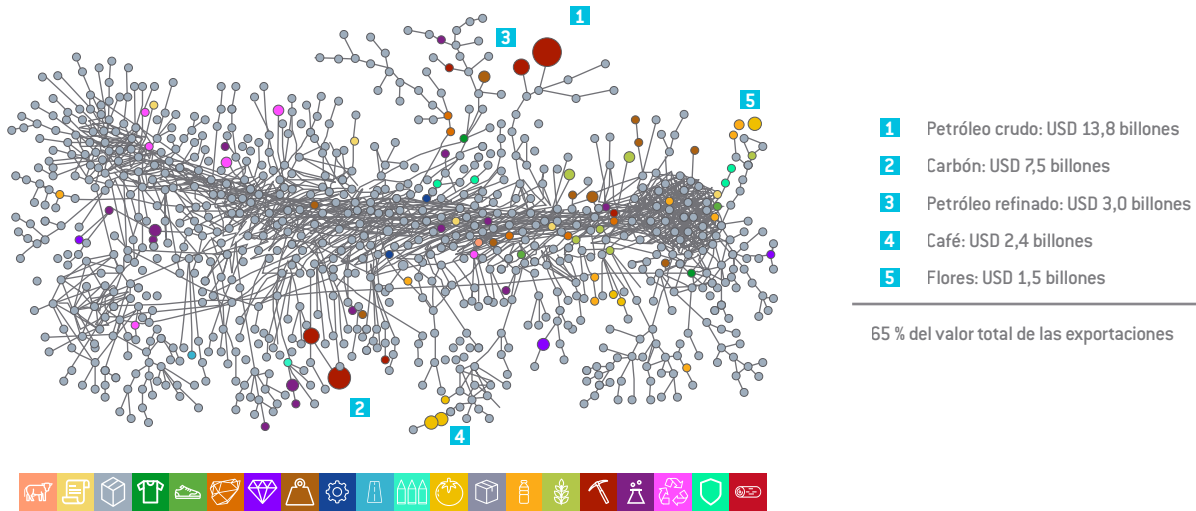 1
3
5
2
4
1 Petróleo crudo: USD 13,8 billones
2 Carbón: USD 7,5 billones
3 Petróleo refinado: USD 3,0 billones
4 Café: USD 2,4 billones
5 Flores: USD 1,5 billones
65 % del valor total de las exportaciones